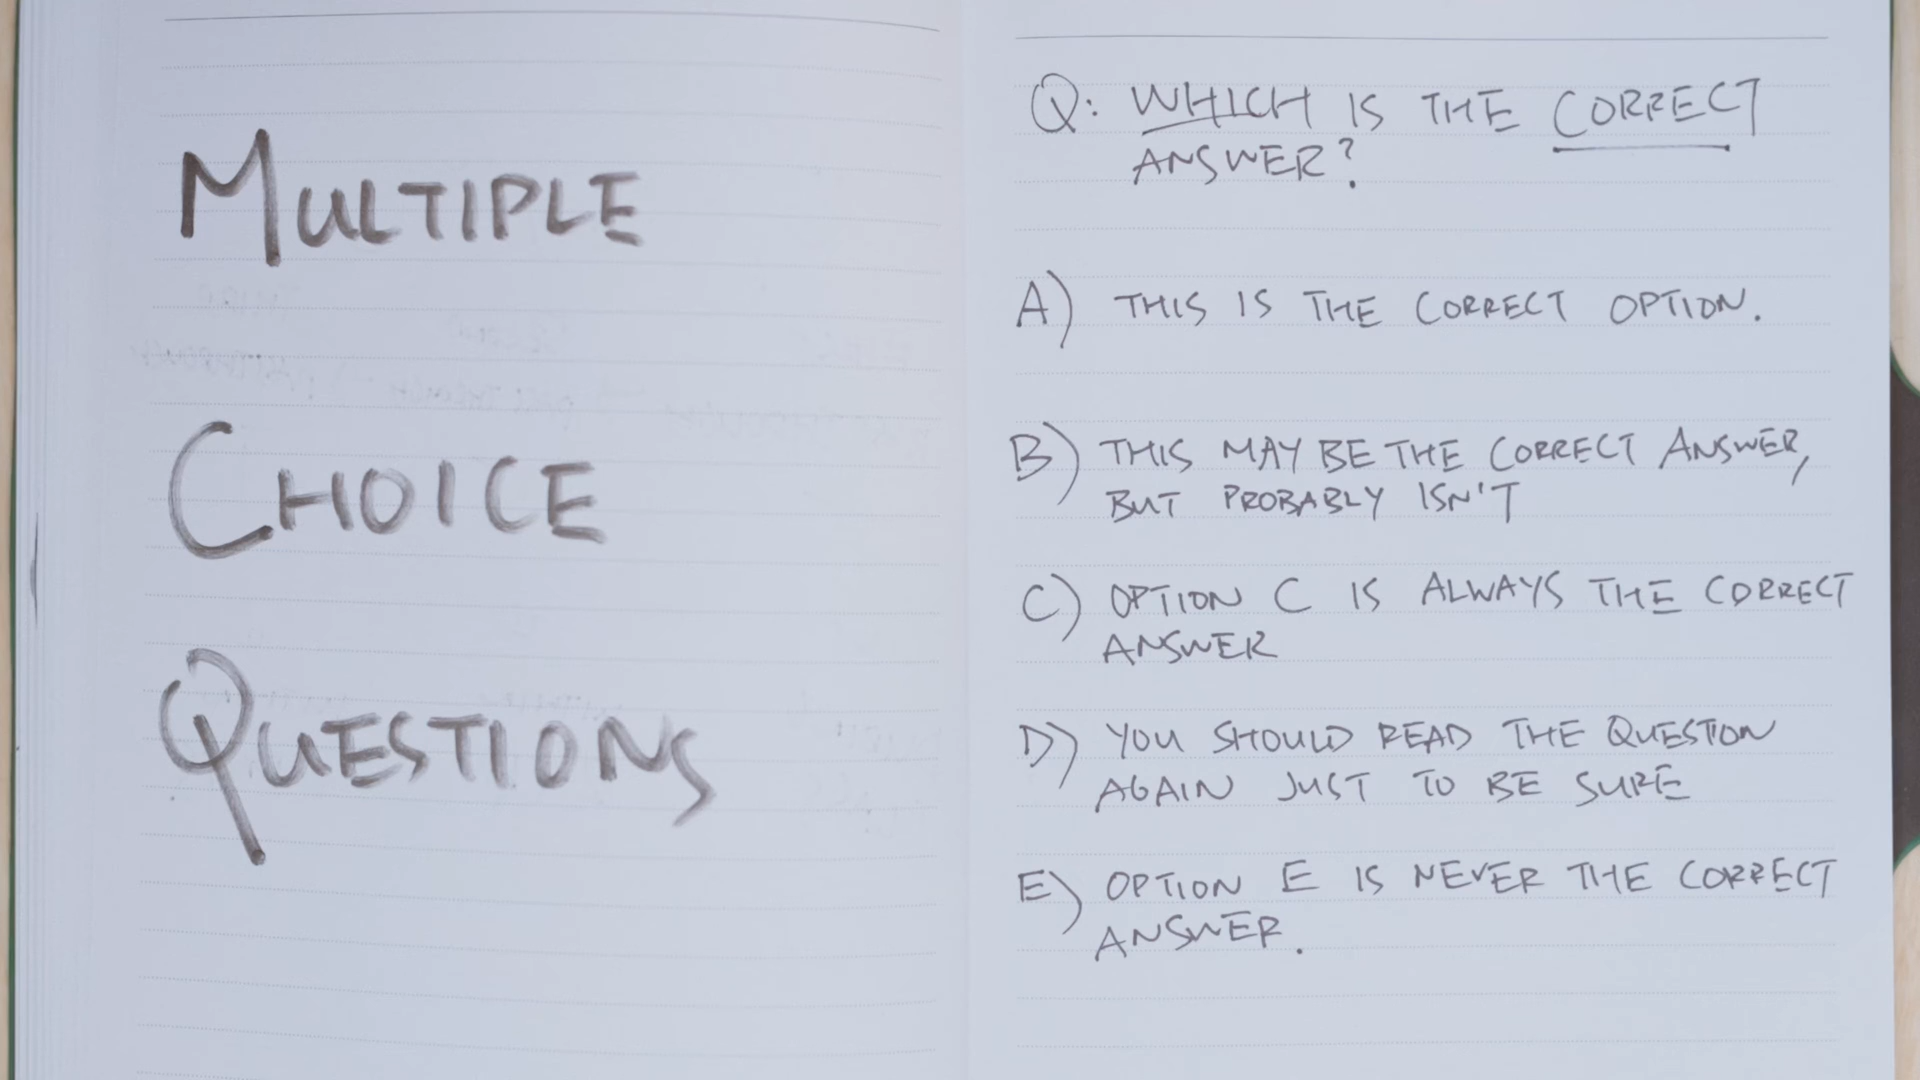 MULTIPLE
CHOICE
QUESTIONS
Q: WHICH IS THE CORRECT
ANSWER?
A) THIS IS THE CORRECT OPTION.
B) THIS MAY BE THE CORRECT ANSWER,
BUT PROBABLY ISN'T
C) OPTION C IS ALWAYS THE CORRECT
ANSWER
D) YOU SHOULD READ THE QUESTION
AGAIN JUST TO BE SURE
E) OPTION E IS NEVER THE CORRECT
ANSWER.